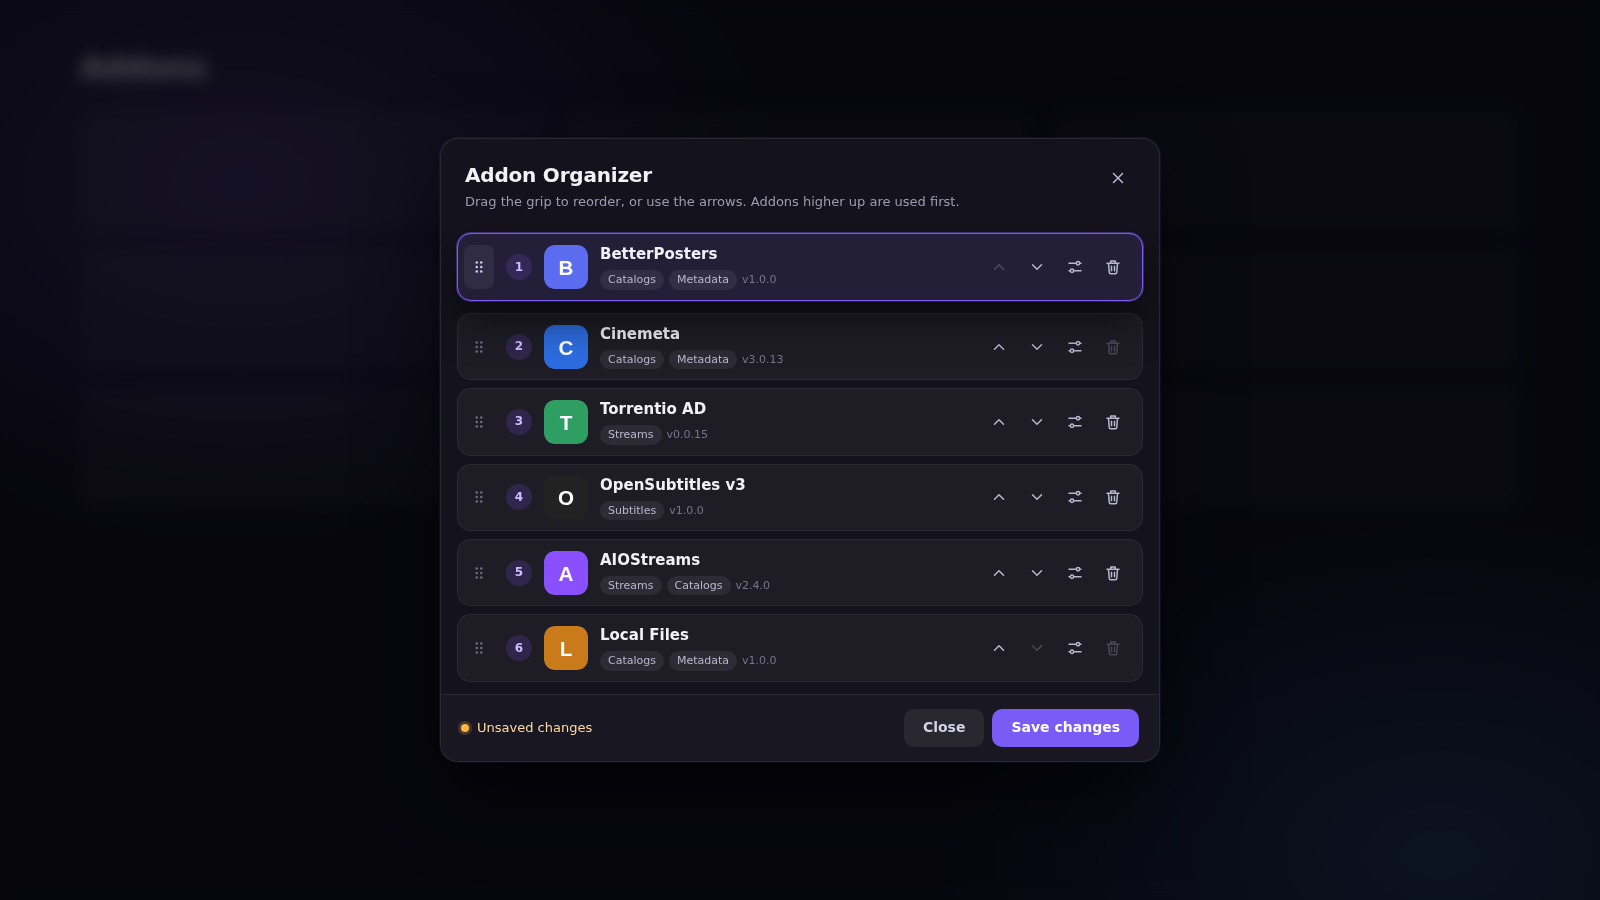 Addons
Addon Organizer
Drag the grip to reorder, or use the arrows. Addons higher up are used first.
1
B
BetterPosters
Catalogs Metadata v1.0.0
2
C
Cinemeta
Catalogs Metadata v3.0.13
3
T
Torrentio AD
Streams v0.0.15
4
O
OpenSubtitles v3
Subtitles v1.0.0
5
A
AIOStreams
Streams Catalogs v2.4.0
6
L
Local Files
Catalogs Metadata v1.0.0
Unsaved changes
Close
Save changes